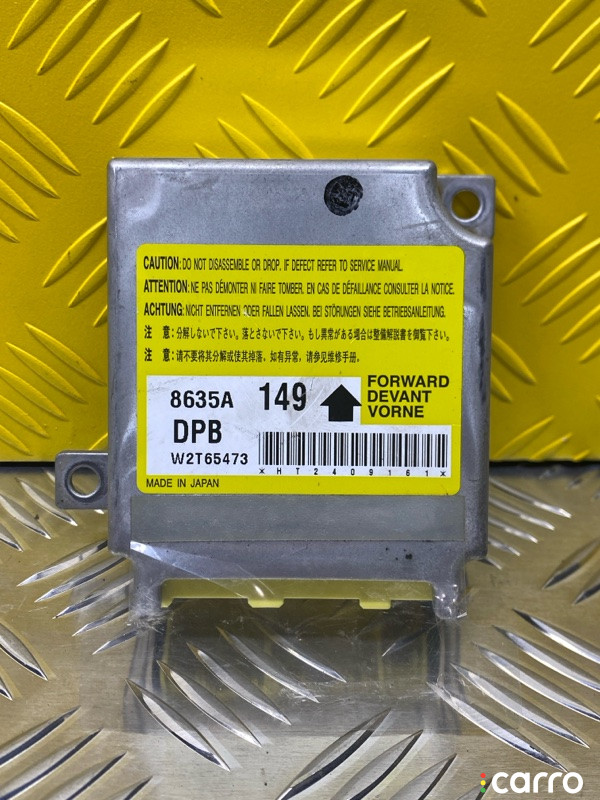 CAUTION: DO NOT DISASSEMBLE OR DROP. IF DEFECT REFER TO SERVICE MANUAL.
ATTENTION: NE PAS DÉMONTER NI FAIRE TOMBER. EN CAS DE DÉFAILLANCE CONSULTER LA NOTICE.
ACHTUNG: NICHT ENTFERNEN ODER FALLEN LASSEN. BEI STÖRUNGEN SIEHE BETRIEBSANLEITUNG.
注 意: 分解しないで下さい。落とさないで下さい。もし異常がある場合は整備解説書を御覧下さい。
注 意: 请不要将其分解或使其掉落。如有异常，请参见维修手册.
8635A 149 FORWARD
DEVANT
VORNE
DPB
W2T65473
*HT2409161*
MADE IN JAPAN
carro